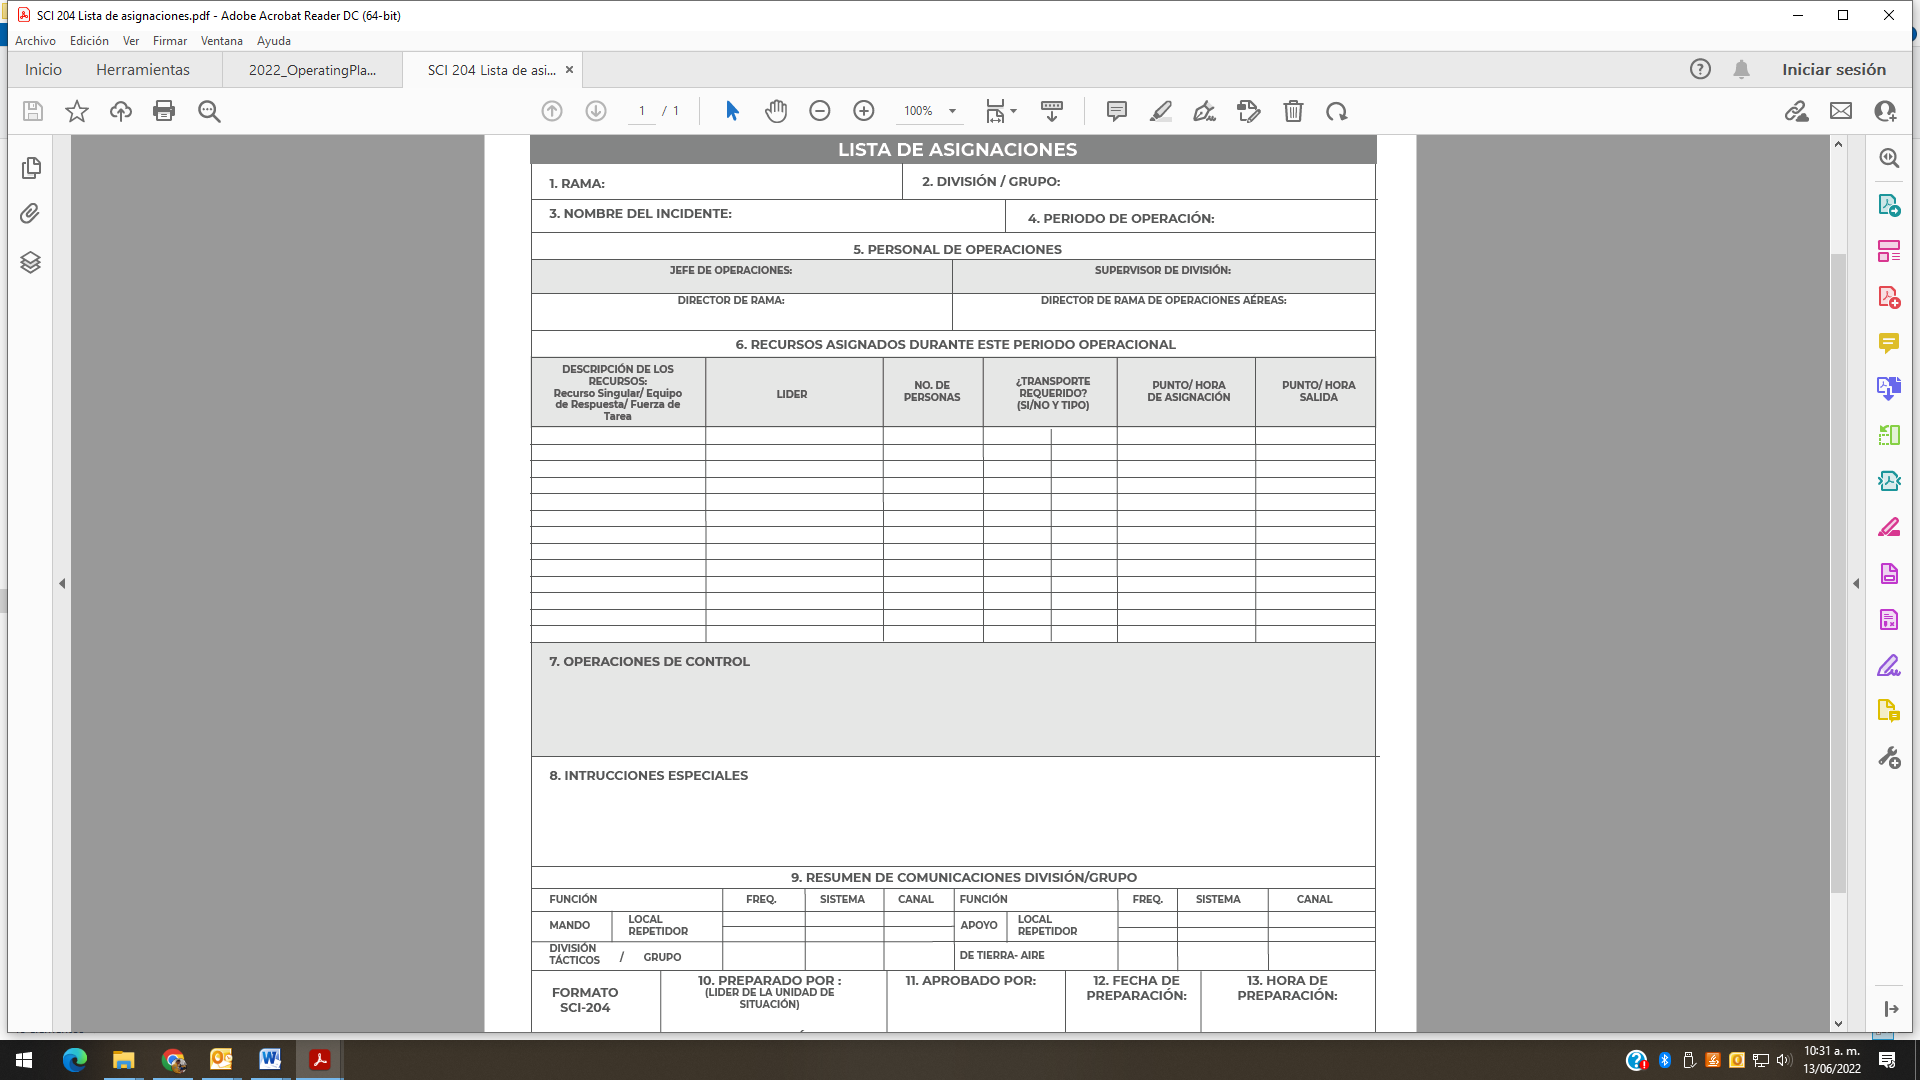 SCI 204 Lista de asignaciones.pdf - Adobe Acrobat Reader DC (64-bit)
Archivo Edición Ver Firmar Ventana Ayuda
Inicio Herramientas 2022_OperatingPla... SCI 204 Lista de asi... Iniciar sesión
1 / 1 100%
LISTA DE ASIGNACIONES
1. RAMA: 2. DIVISIÓN / GRUPO:
3. NOMBRE DEL INCIDENTE: 4. PERIODO DE OPERACIÓN:
5. PERSONAL DE OPERACIONES
JEFE DE OPERACIONES: SUPERVISOR DE DIVISIÓN:
DIRECTOR DE RAMA: DIRECTOR DE RAMA DE OPERACIONES AÉREAS:
6. RECURSOS ASIGNADOS DURANTE ESTE PERIODO OPERACIONAL
DESCRIPCIÓN DE LOS
RECURSOS:
Recurso Singular/ Equipo
de Respuesta/ Fuerza de
Tarea
LIDER
NO. DE
PERSONAS
¿TRANSPORTE
REQUERIDO?
(SI/NO Y TIPO)
PUNTO/ HORA
DE ASIGNACIÓN
PUNTO/ HORA
SALIDA
7. OPERACIONES DE CONTROL
8. INTRUCCIONES ESPECIALES
9. RESUMEN DE COMUNICACIONES DIVISIÓN/GRUPO
FUNCIÓN FREQ. SISTEMA CANAL FUNCIÓN FREQ. SISTEMA CANAL
MANDO
LOCAL
REPETIDOR
APOYO
LOCAL
REPETIDOR
DIVISIÓN
TÁCTICOS / GRUPO
DE TIERRA- AIRE
FORMATO
SCI-204
10. PREPARADO POR :
(LIDER DE LA UNIDAD DE
SITUACIÓN)
11. APROBADO POR:
12. FECHA DE
PREPARACIÓN:
13. HORA DE
PREPARACIÓN:
10:31 a. m.
13/06/2022